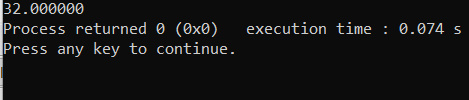 32.000000
Process returned 0 (0x0)   execution time : 0.074 s
Press any key to continue.